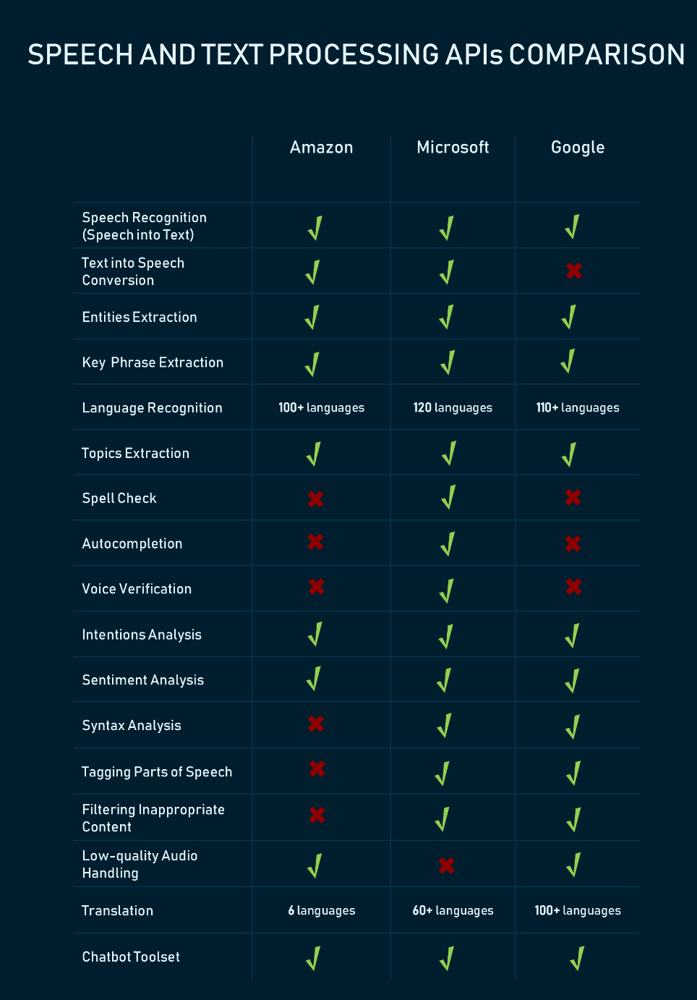 SPEECH AND TEXT PROCESSING APIs COMPARISON
Amazon Microsoft Google
Speech Recognition
(Speech into Text)
Text into Speech
Conversion
Entities Extraction
Key Phrase Extraction
Language Recognition 100+ languages 120 languages 110+ languages
Topics Extraction
Spell Check
Autocompletion
Voice Verification
Intentions Analysis
Sentiment Analysis
Syntax Analysis
Tagging Parts of Speech
Filtering Inappropriate
Content
Low-quality Audio
Handling
Translation 6 languages 60+ languages 100+ languages
Chatbot Toolset